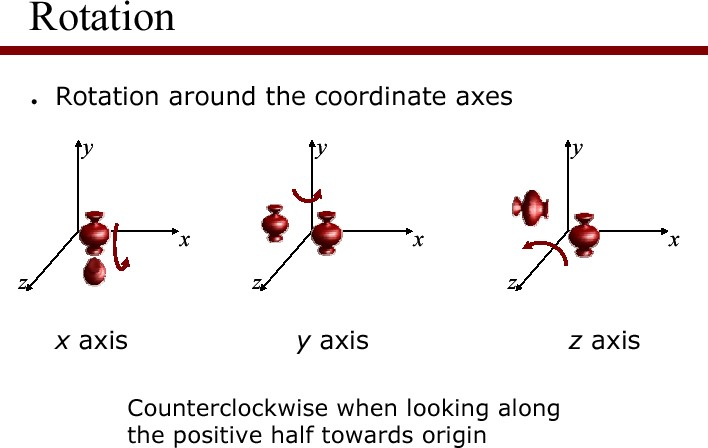 Rotation
• Rotation around the coordinate axes
y y y
x x x
z z z
x axis y axis z axis
Counterclockwise when looking along
the positive half towards origin